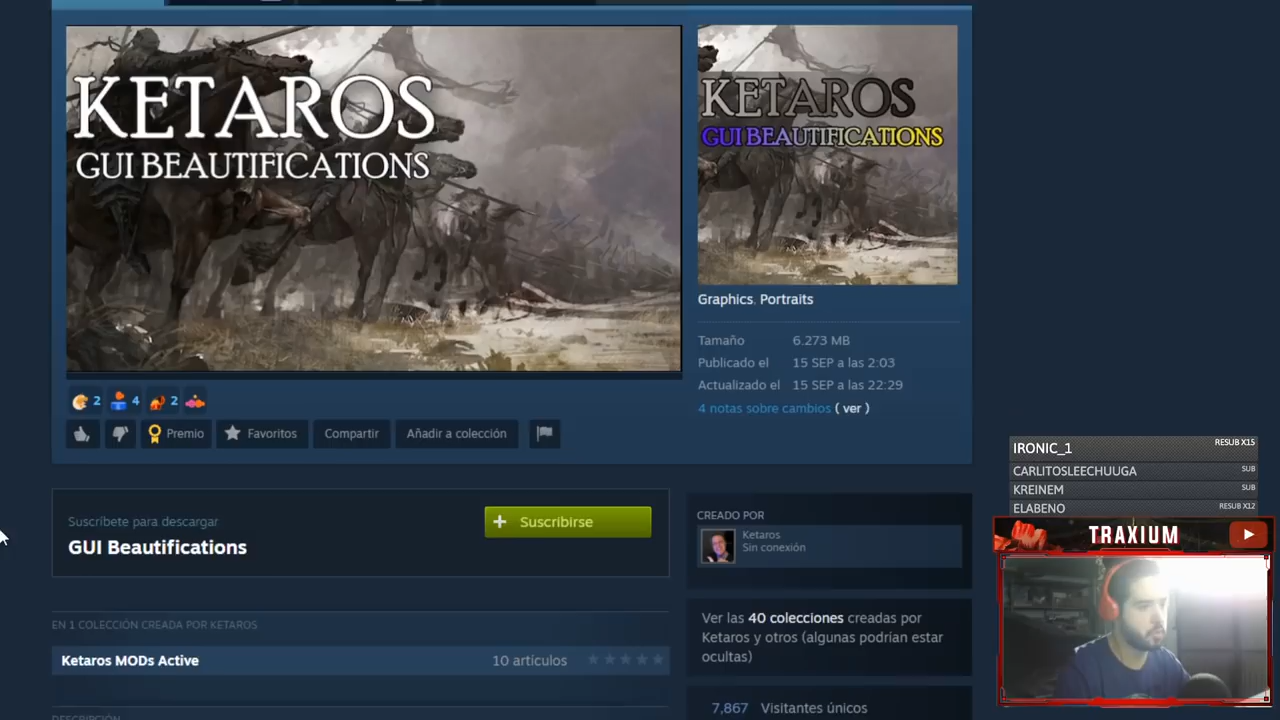 KETAROS
GUI BEAUTIFICATIONS
KETAROS
GUI BEAUTIFICATIONS
Graphics, Portraits
Tamaño 6.273 MB
Publicado el 15 SEP a las 2:03
Actualizado el 15 SEP a las 22:29
4 notas sobre cambios ( ver )
2 4 2
Premio Favoritos Compartir Añadir a colección
Suscríbete para descargar
GUI Beautifications
+ Suscribirse
CREADO POR
Ketaros
Sin conexión
EN 1 COLECCIÓN CREADA POR KETAROS
Ketaros MODs Active 10 artículos
Ver las 40 colecciones creadas por
Ketaros y otros (algunas podrían estar
ocultas)
7,867 Visitantes únicos
DESCRIPCIÓN
IRONIC_1 RESUB X15
CARLITOSLEECHUUGA SUB
KREINEM SUB
ELABENO RESUB X12
TRAXIUM